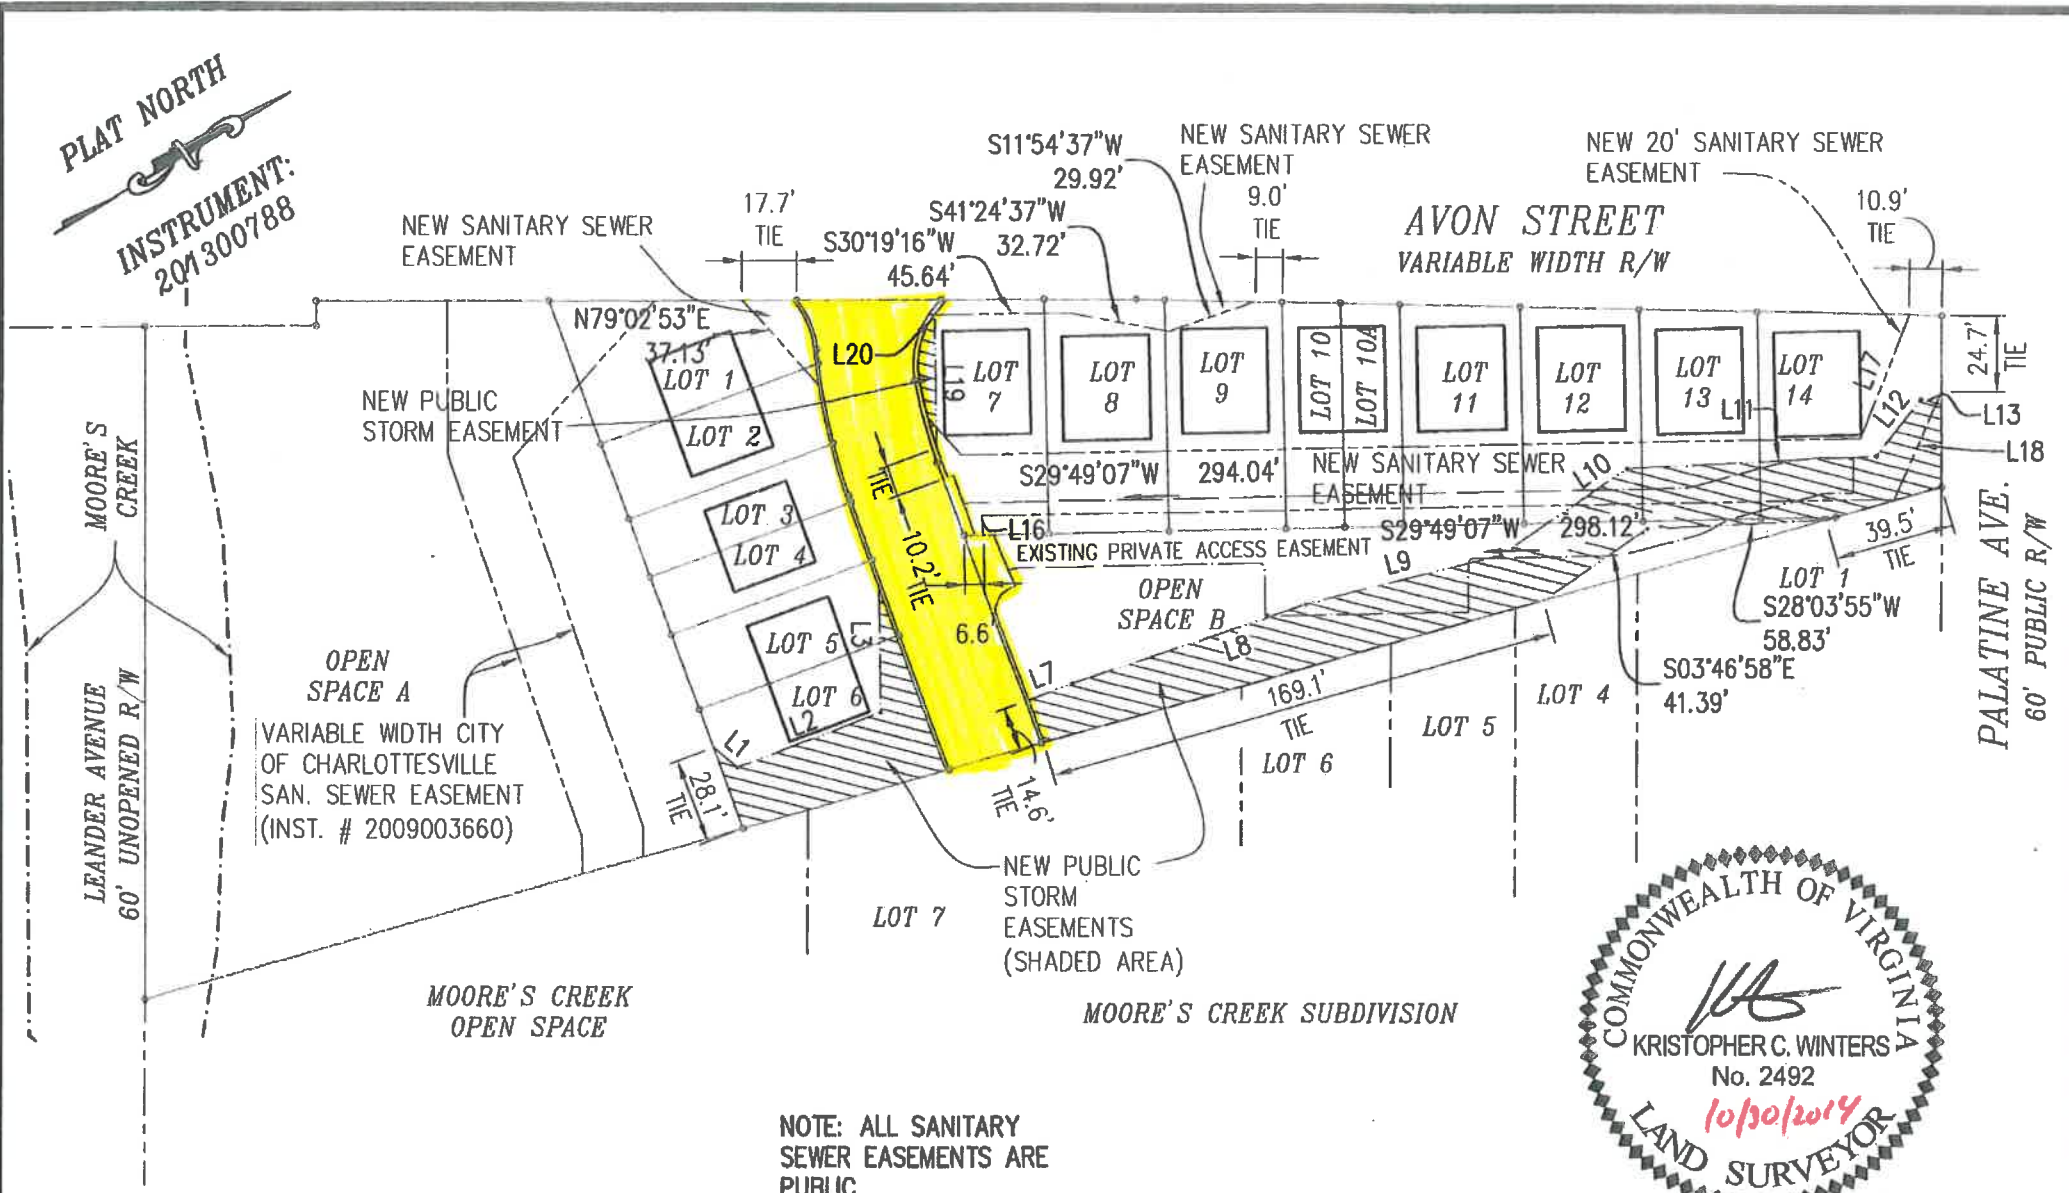 PLAT NORTH
INSTRUMENT:
201300788
NEW SANITARY SEWER
EASEMENT
17.7'
TIE
S30°19'16"W
45.64'
S41°24'37"W
32.72'
S11°54'37"W
29.92'
NEW SANITARY SEWER
EASEMENT
9.0'
TIE
AVON STREET
VARIABLE WIDTH R/W
NEW 20' SANITARY SEWER
EASEMENT
10.9'
TIE
N79°02'53"E
37.13'
L20
L19
LOT 1
LOT 2
LOT 3
LOT 4
LOT 5
LOT 6
LOT
7
LOT
8
LOT
9
LOT 10
LOT 10A
LOT
11
LOT
12
LOT
13
LOT
14
L17
L11
L12
24.7'
TIE
L13
L18
NEW PUBLIC
STORM EASEMENT
MOORE'S
CREEK
TIE
10.2'
TIE
S29°49'07"W 294.04'
NEW SANITARY SEWER
EASEMENT
L10
L16
EXISTING PRIVATE ACCESS EASEMENT
S29°49'07"W 298.12'
L9
39.5'
TIE
LOT 1
S28°03'55"W
58.83'
S03°46'58"E
41.39'
PALATINE AVE.
60' PUBLIC R/W
OPEN
SPACE B
6.6'
L3
L7
L8
169.1'
TIE
LOT 4
LOT 5
LOT 6
OPEN
SPACE A
VARIABLE WIDTH CITY
OF CHARLOTTESVILLE
SAN. SEWER EASEMENT
(INST. # 2009003660)
LEANDER AVENUE
60' UNOPENED R/W
L1
L2
28.1'
TIE
14.6'
TIE
NEW PUBLIC
STORM
EASEMENTS
(SHADED AREA)
LOT 7
MOORE'S CREEK
OPEN SPACE
MOORE'S CREEK SUBDIVISION
COMMONWEALTH OF VIRGINIA
KRISTOPHER C. WINTERS
No. 2492
10/30/2014
LAND SURVEYOR
NOTE: ALL SANITARY
SEWER EASEMENTS ARE
PUBLIC